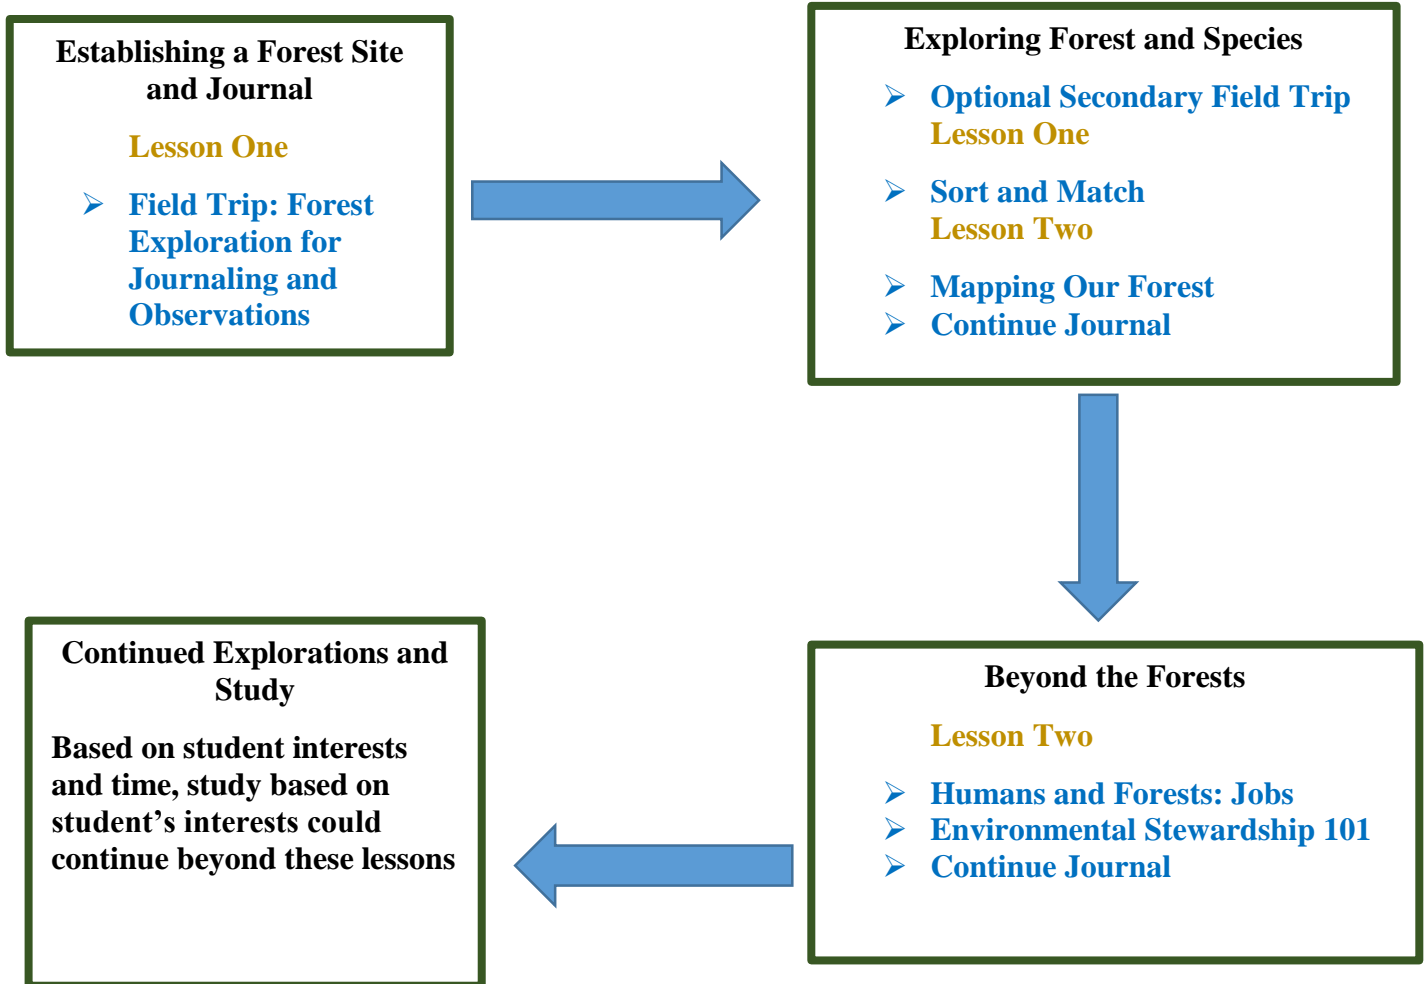 Establishing a Forest Site
and Journal
Lesson One
➢ Field Trip: Forest
Exploration for
Journaling and
Observations
Exploring Forest and Species
➢ Optional Secondary Field Trip
Lesson One
➢ Sort and Match
Lesson Two
➢ Mapping Our Forest
➢ Continue Journal
Beyond the Forests
Lesson Two
➢ Humans and Forests: Jobs
➢ Environmental Stewardship 101
➢ Continue Journal
Continued Explorations and
Study
Based on student interests
and time, study based on
student’s interests could
continue beyond these lessons